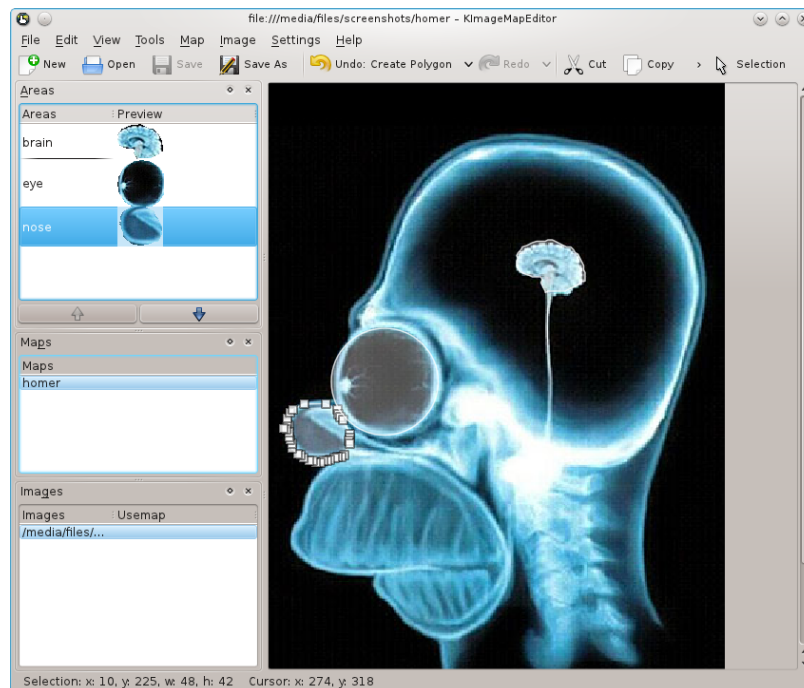 file:///media/files/screenshots/homer - KImageMapEditor
File Edit View Tools Map Image Settings Help
New Open Save Save As Undo: Create Polygon Redo Cut Copy › Selection
Areas
Areas Preview
brain
eye
nose
Maps
Maps
homer
Images
Images Usemap
/media/files/...
Selection: x: 10, y: 225, w: 48, h: 42 Cursor: x: 274, y: 318